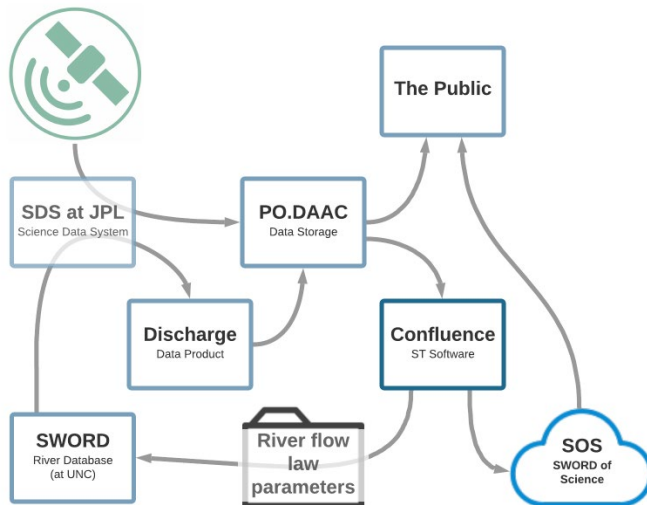 The Public
SDS at JPL
Science Data System
PO.DAAC
Data Storage
Discharge
Data Product
Confluence
ST Software
SWORD
River Database
(at UNC)
River flow
law
parameters
SOS
SWORD of
Science